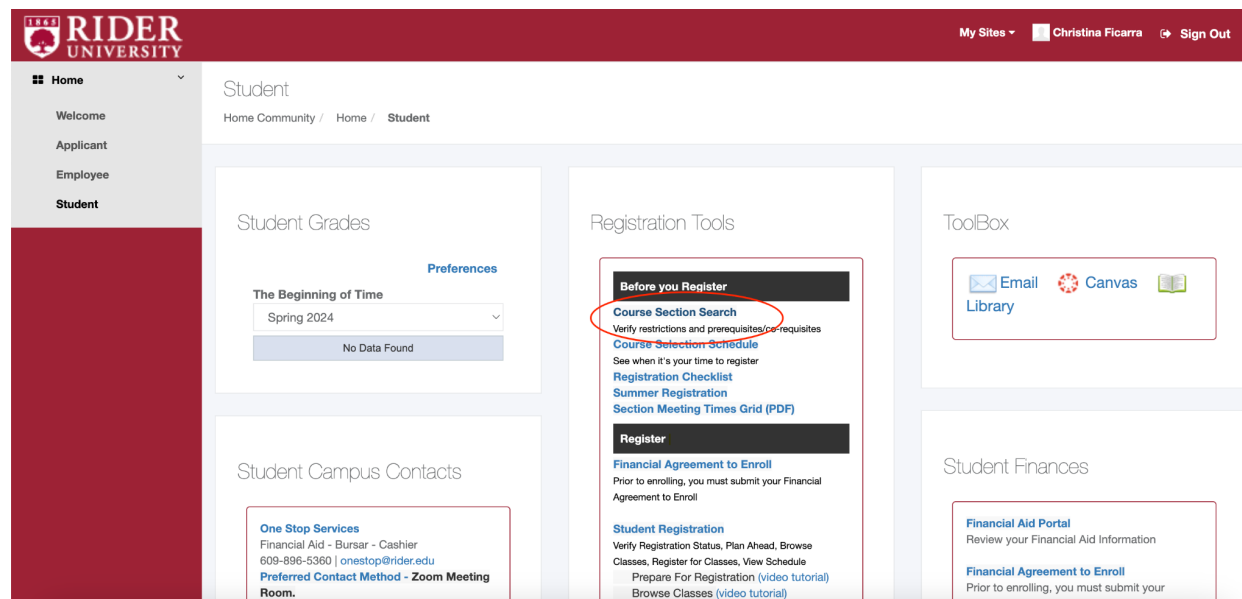 1865 RIDER
UNIVERSITY
My Sites
Christina Ficarra
Sign Out
Home
Welcome
Applicant
Employee
Student
Student
Home Community / Home / Student
Student Grades
Preferences
The Beginning of Time
Spring 2024
No Data Found
Student Campus Contacts
One Stop Services
Financial Aid - Bursar - Cashier
609-896-5360 | onestop@rider.edu
Preferred Contact Method - Zoom Meeting
Room.
Registration Tools
Before you Register
Course Section Search
Verify restrictions and prerequisites/co-requisites
Course Selection Schedule
See when it's your time to register
Registration Checklist
Summer Registration
Section Meeting Times Grid (PDF)
Register
Financial Agreement to Enroll
Prior to enrolling, you must submit your Financial
Agreement to Enroll
Student Registration
Verify Registration Status, Plan Ahead, Browse
Classes, Register for Classes, View Schedule
Prepare For Registration (video tutorial)
Browse Classes (video tutorial)
ToolBox
Email Canvas
Library
Student Finances
Financial Aid Portal
Review your Financial Aid Information
Financial Agreement to Enroll
Prior to enrolling, you must submit your